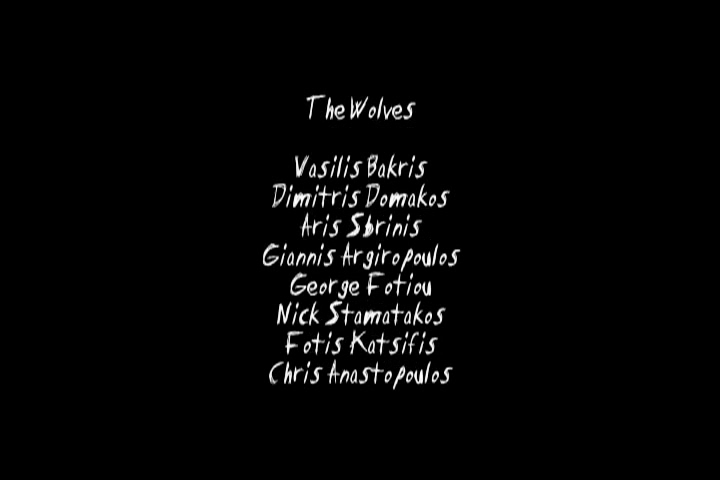 The Wolves
Vasilis Bakris
Dimitris Domakos
Aris Sbrinis
Giannis Argiropoulos
George Fotiou
Nick Stamatakos
Fotis Katsifis
Chris Anastopoulos